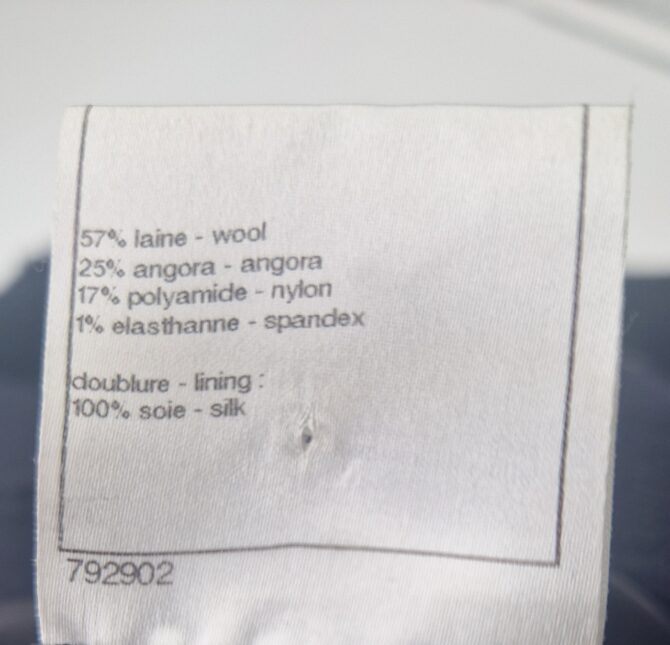 57% laine - wool
25% angora - angora
17% polyamide - nylon
1% elasthanne - spandex
doublure - lining :
100% soie - silk
792902